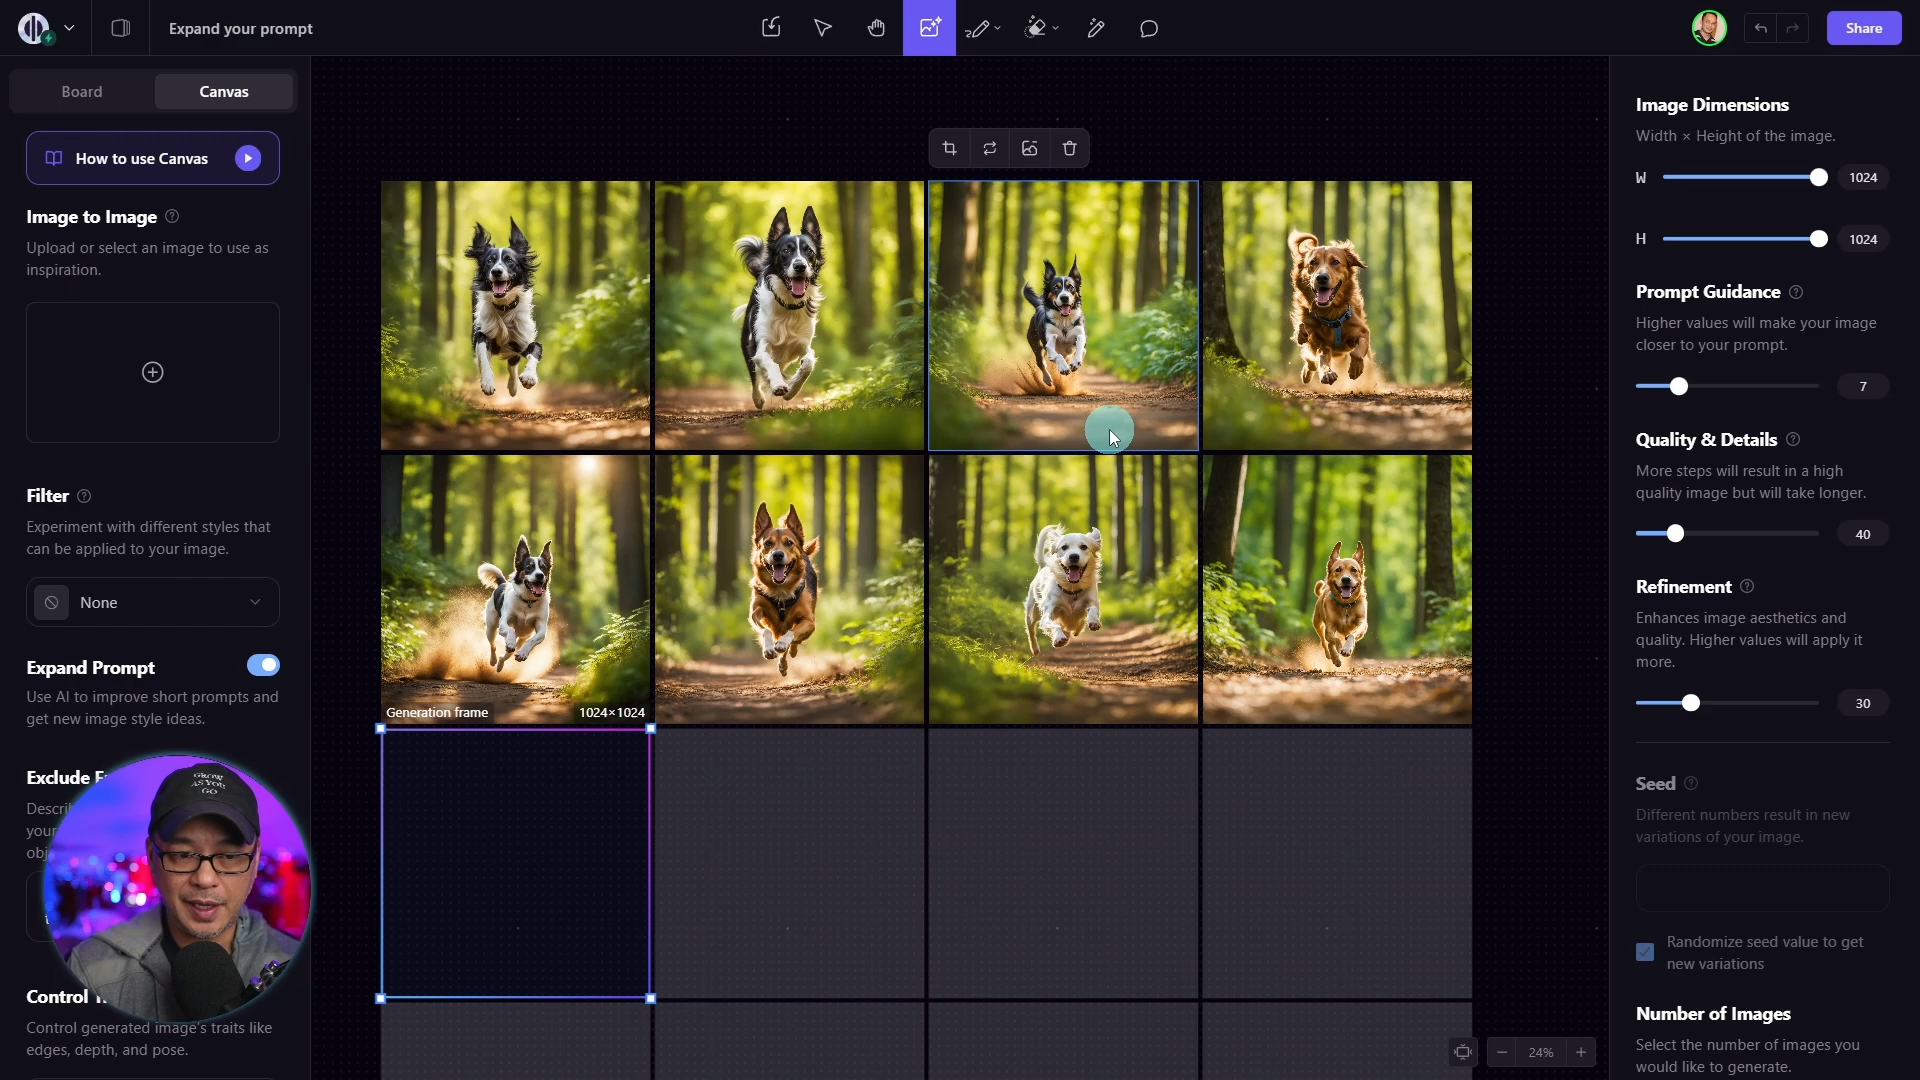 Expand your prompt
Share
Board
Canvas
How to use Canvas
Image to Image
Upload or select an image to use as
inspiration.
Filter
Experiment with different styles that
can be applied to your image.
None
Expand Prompt
Use AI to improve short prompts and
get new image style ideas.
Exclude
GROW
AS YOU
GO
Control
Control generated image's traits like
edges, depth, and pose.
Generation frame
1024×1024
24%
Image Dimensions
Width × Height of the image.
W
1024
H
1024
Prompt Guidance
Higher values will make your image
closer to your prompt.
7
Quality & Details
More steps will result in a high
quality image but will take longer.
40
Refinement
Enhances image aesthetics and
quality. Higher values will apply it
more.
30
Seed
Different numbers result in new
variations of your image.
Randomize seed value to get
new variations
Number of Images
Select the number of images you
would like to generate.